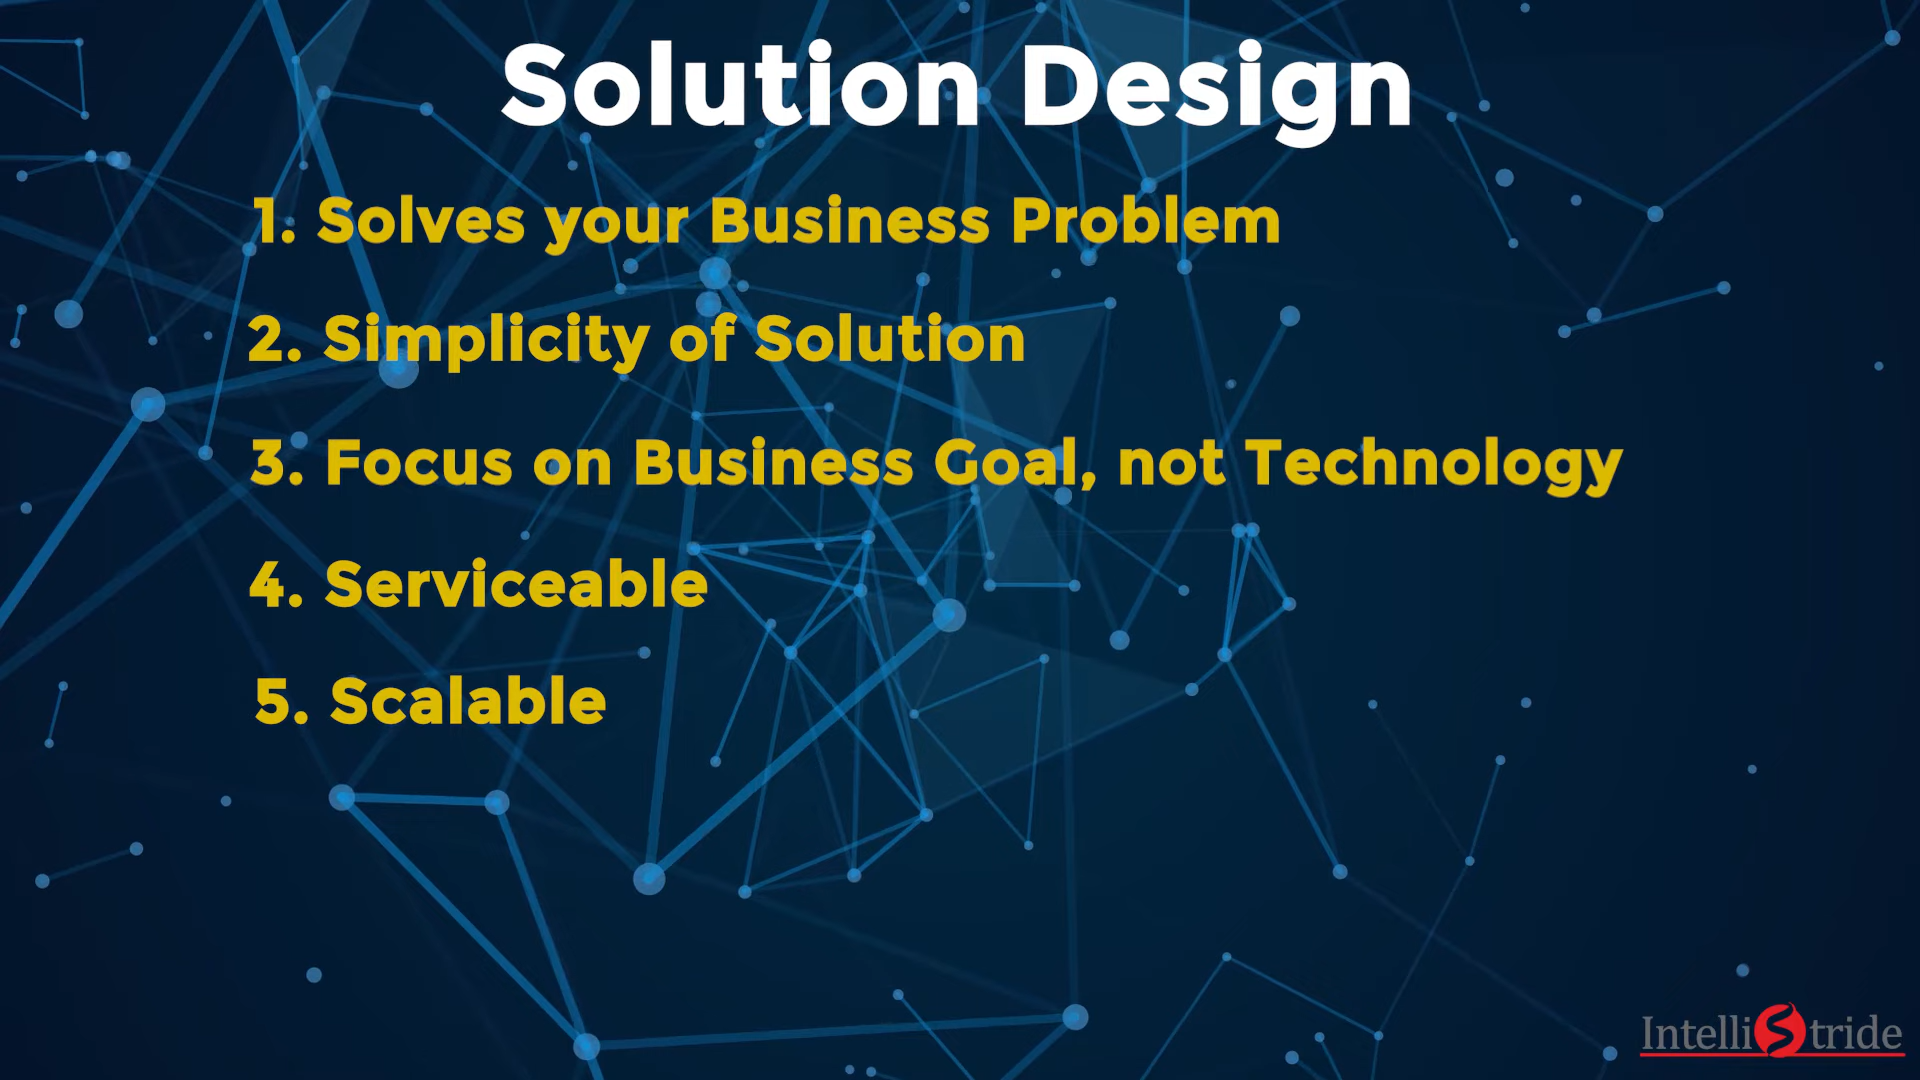 Solution Design
1. Solves your Business Problem
2. Simplicity of Solution
3. Focus on Business Goal, not Technology
4. Serviceable
5. Scalable
IntelliStride